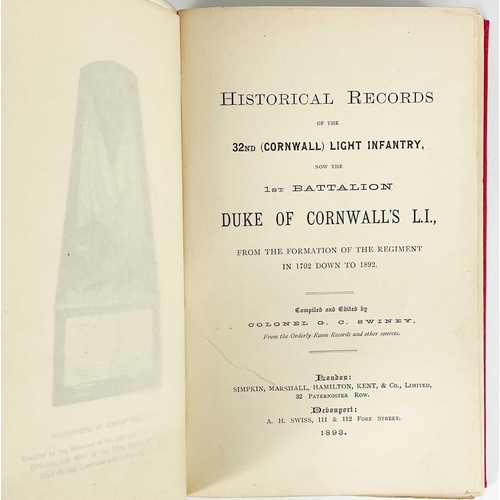 HISTORICAL RECORDS
OF THE
32ND (CORNWALL) LIGHT INFANTRY,
NOW THE
1ST BATTALION
DUKE OF CORNWALL'S L.I.,
FROM THE FORMATION OF THE REGIMENT
IN 1702 DOWN TO 1892.
Compiled and Edited by
COLONEL G. C. SWINEY,
From the Orderly Room Records and other sources.
London:
SIMPKIN, MARSHALL, HAMILTON, KENT, & Co., LIMITED,
32 PATERNOSTER ROW.
Devonport:
A. H. SWISS, 111 & 112 FORE STREET.
1893.